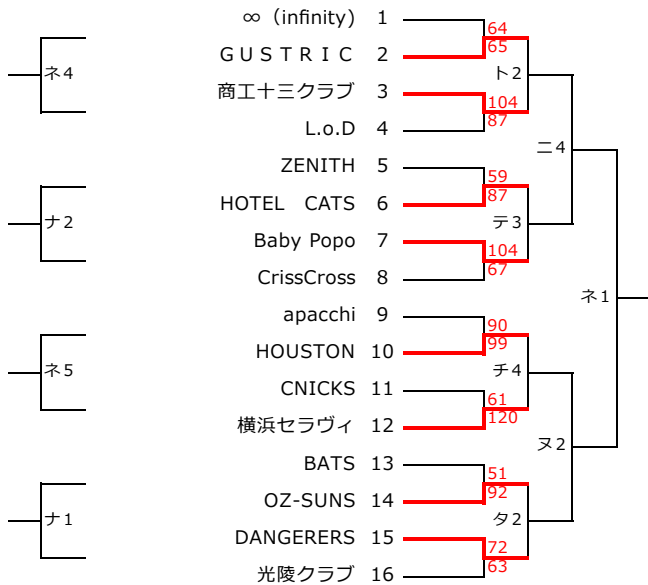 ∞（infinity) 1
64
65
ＧＵＳＴＲＩＣ 2
ネ4
ト2
商工十三クラブ 3
104
87
L.o.D 4
ニ4
ZENITH 5
59
87
HOTEL　CATS 6
ナ2
テ3
Baby Popo 7
104
67
CrissCross 8
ネ1
apacchi 9
90
99
HOUSTON 10
ネ5
チ4
CNICKS 11
61
120
横浜セラヴィ 12
ヌ2
BATS 13
51
92
OZ-SUNS 14
ナ1
タ2
DANGERERS 15
72
63
光陵クラブ 16